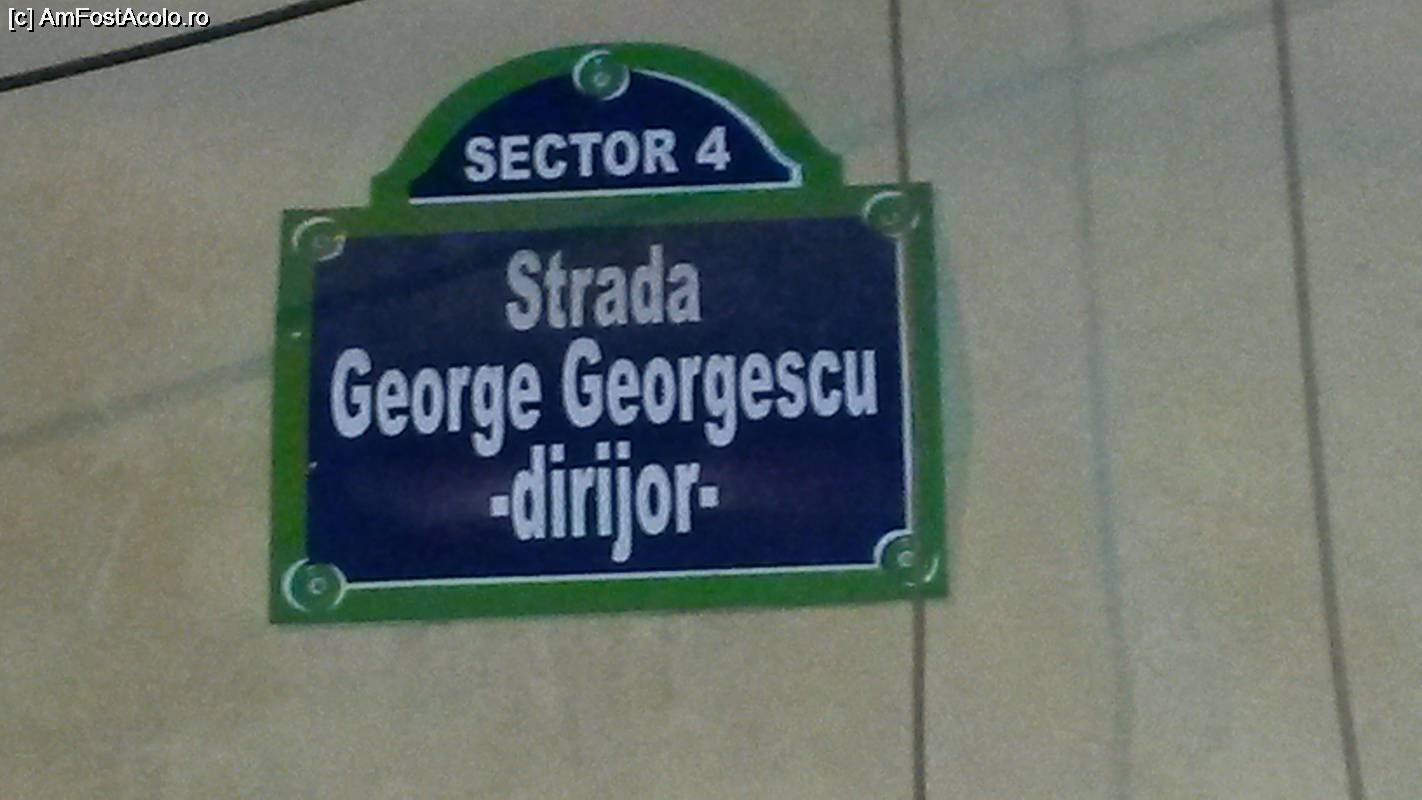 [c] AmFostAcolo.ro
SECTOR 4
Strada
George Georgescu
-dirijor-